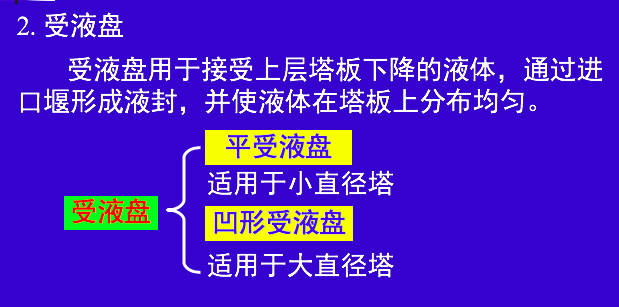 2. 受液盘
受液盘用于接受上层塔板下降的液体，通过进
口堰形成液封，并使液体在塔板上分布均匀。
平受液盘
适用于小直径塔
受液盘
凹形受液盘
适用于大直径塔